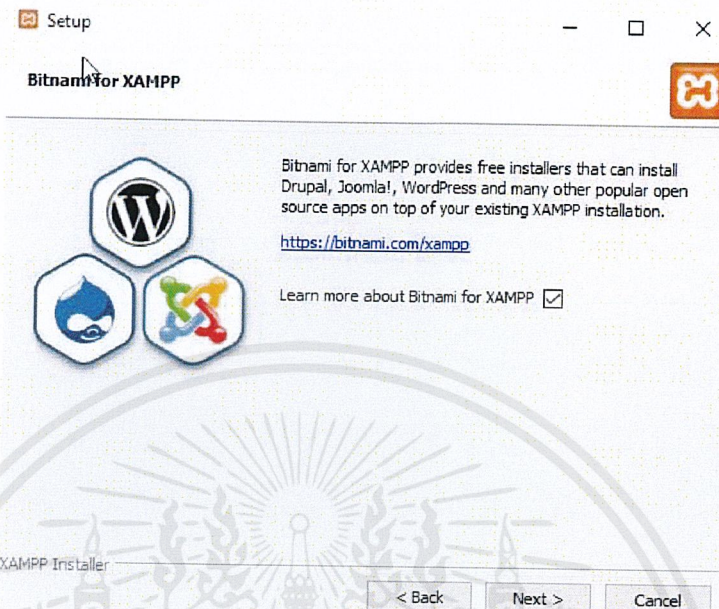 Setup
Bitnami for XAMPP
Bitnami for XAMPP provides free installers that can install
Drupal, Joomla!, WordPress and many other popular open
source apps on top of your existing XAMPP installation.
https://bitnami.com/xampp
Learn more about Bitnami for XAMPP
XAMPP Installer
< Back
Next >
Cancel